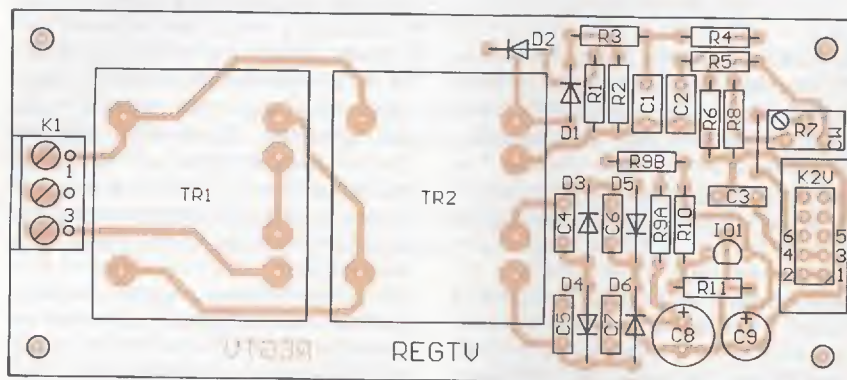 D2
R3
R4
R5
K1
1
3
TR1
TR2
D1
R1
R2
C1
C2
R6
R8
R7
CW
R9B
K2V
D3
D5
C4
C6
R9A
R10
C3
IO1
6
4
2
5
3
1
D4
D6
C5
C7
R11
C8
C9
+
+
REGTV
REGTV